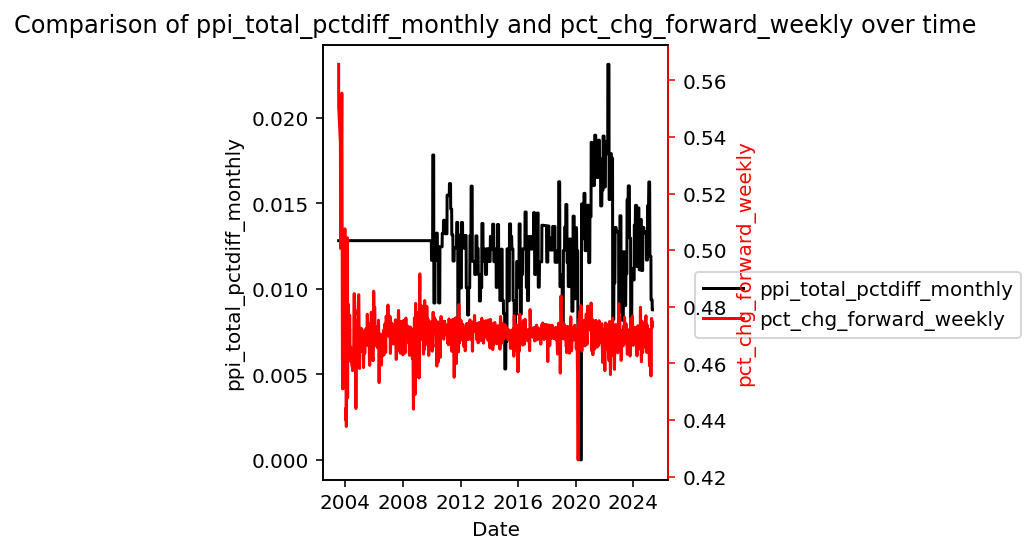 Comparison of ppi_total_pctdiff_monthly and pct_chg_forward_weekly over time
ppi_total_pctdiff_monthly
0.020
0.015
0.010
0.005
0.000
2004 2008 2012 2016 2020 2024
Date
0.56
0.54
0.52
0.50
0.48
0.46
0.44
0.42
pct_chg_forward_weekly
ppi_total_pctdiff_monthly
pct_chg_forward_weekly